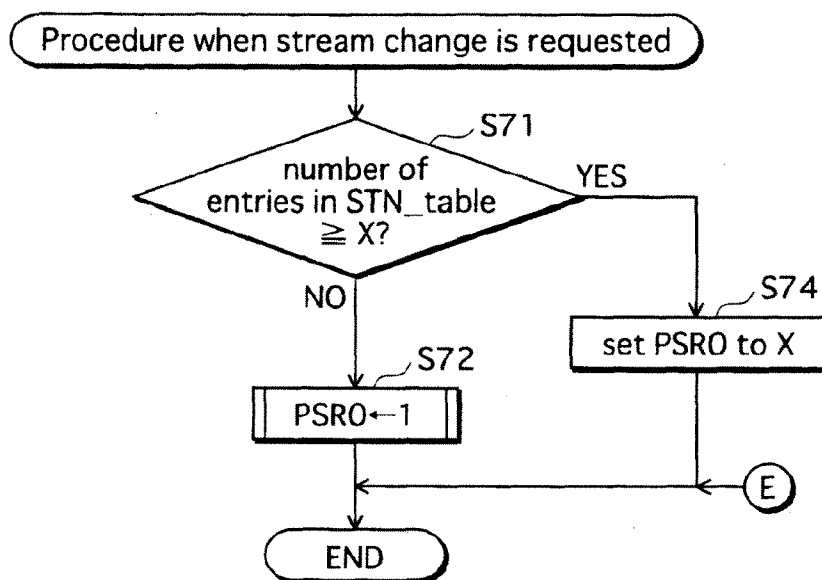 Procedure when stream change is requested
S71
number of
entries in STN_table
≧ X?
YES
NO
S74
set PSR0 to X
S72
PSR0←1
E
END